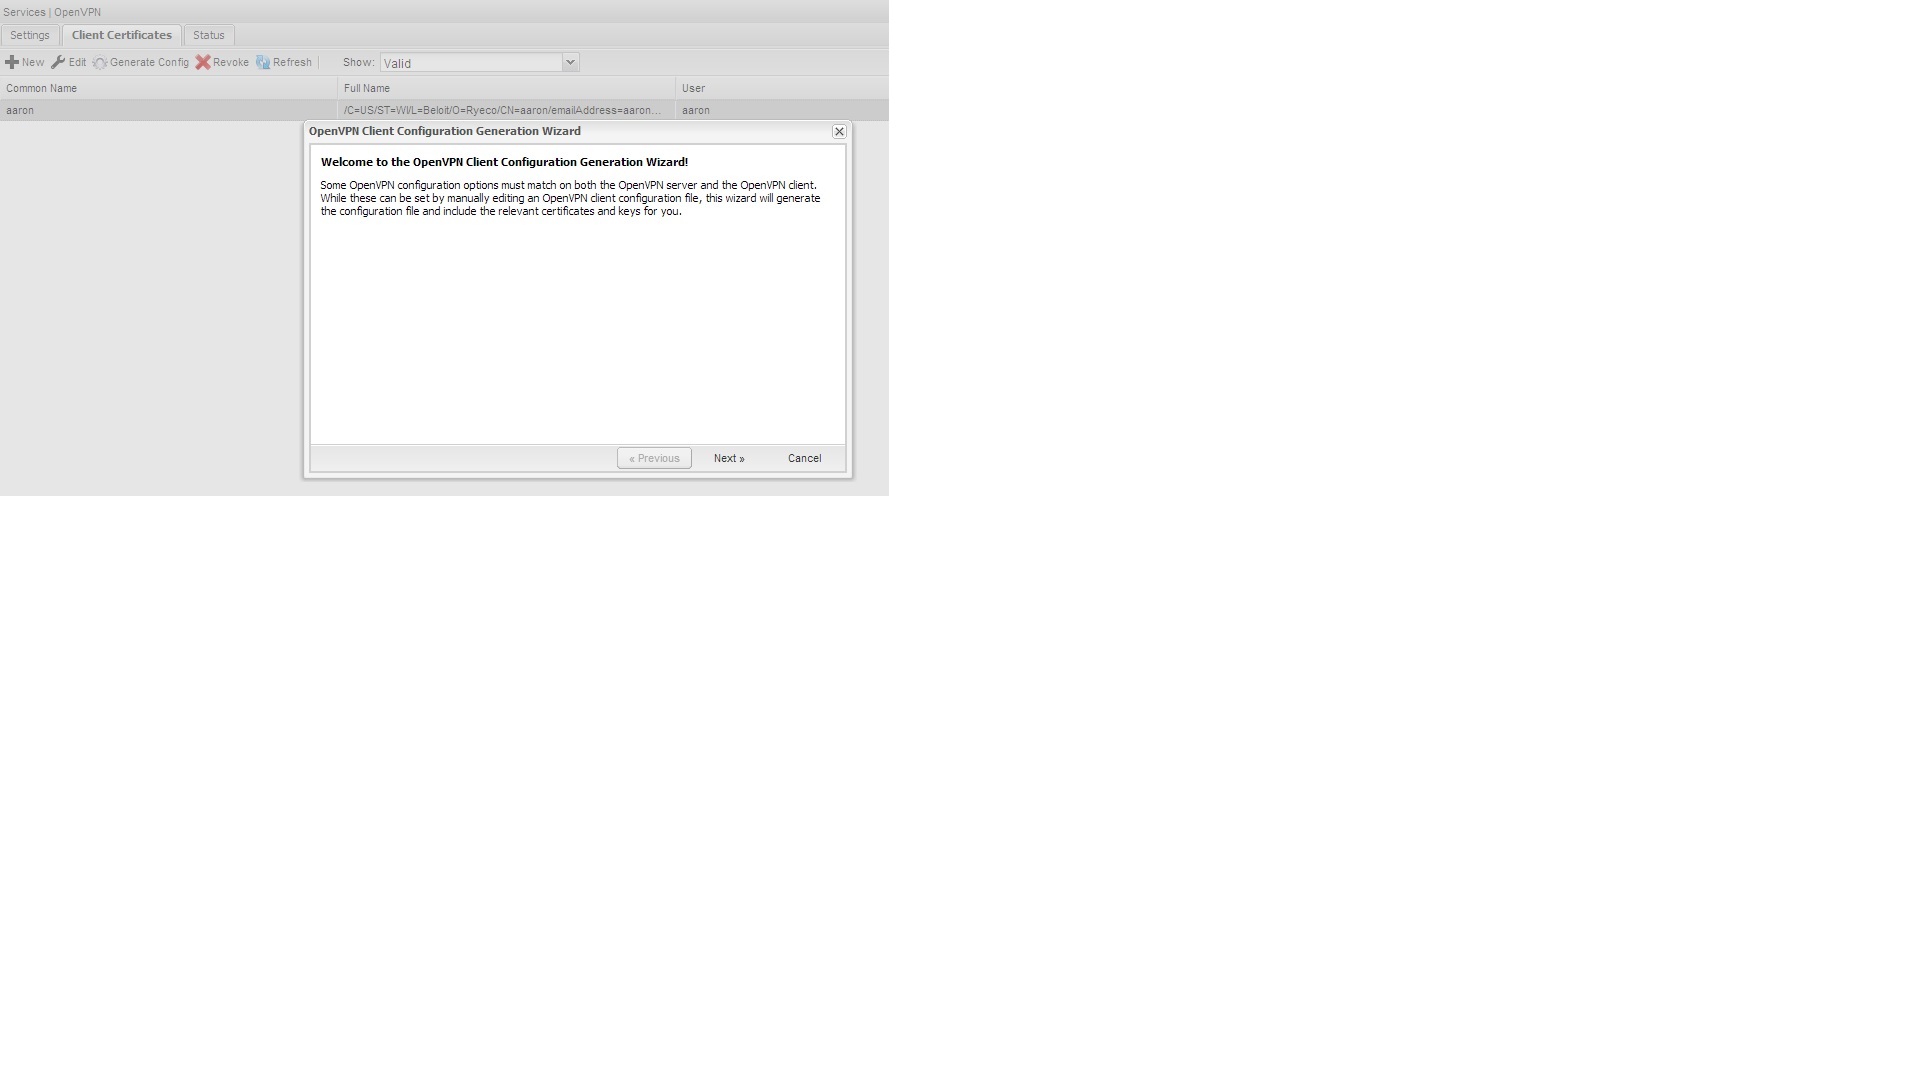 Services | OpenVPN
Settings Client Certificates Status
New Edit Generate Config Revoke Refresh Show: Valid
Common Name Full Name User
aaron /C=US/ST=WI/L=Beloit/O=Ryeco/CN=aaron/emailAddress=aaron... aaron
OpenVPN Client Configuration Generation Wizard
Welcome to the OpenVPN Client Configuration Generation Wizard!
Some OpenVPN configuration options must match on both the OpenVPN server and the OpenVPN client.
While these can be set by manually editing an OpenVPN client configuration file, this wizard will generate
the configuration file and include the relevant certificates and keys for you.
« Previous Next » Cancel